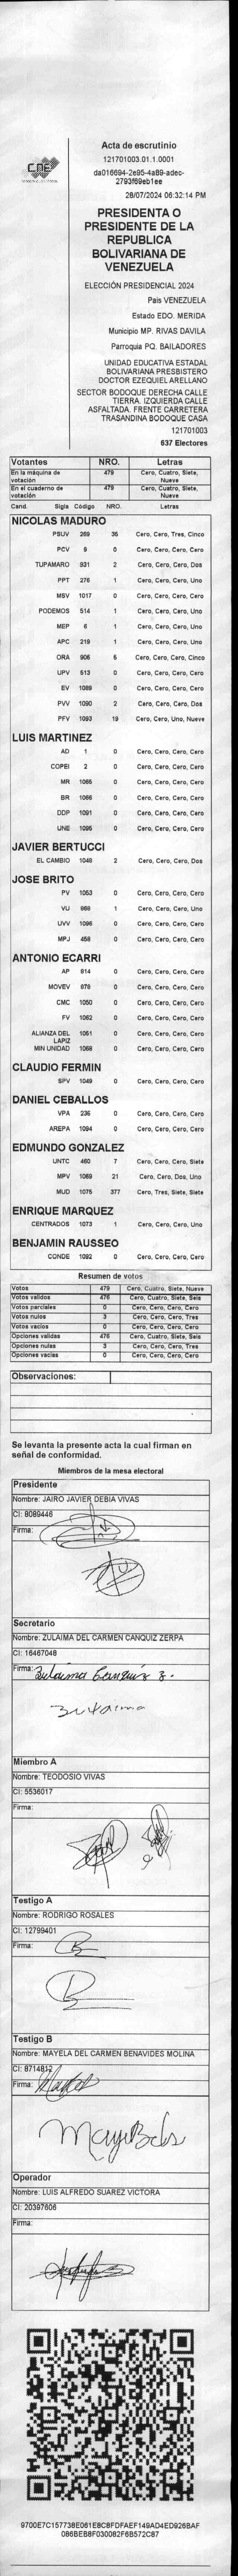 CNE
Acta de escrutinio
121701003.01.1.0001
da016694-2e95-4a89-adec-
2793f69eb1ee
28/07/2024 06:32:14 PM
PRESIDENTA O
PRESIDENTE DE LA
REPUBLICA
BOLIVARIANA DE
VENEZUELA
ELECCIÓN PRESIDENCIAL 2024
Pais VENEZUELA
Estado EDO. MERIDA
Municipio MP. RIVAS DAVILA
Parroquia PQ. BAILADORES
UNIDAD EDUCATIVA ESTADAL
BOLIVARIANA PRESBISTERO
DOCTOR EZEQUIEL ARELLANO
SECTOR BODOQUE DERECHA CALLE
TIERRA. IZQUIERDA CALLE
ASFALTADA. FRENTE CARRETERA
TRASANDINA BODOQUE CASA
121701003
637 Electores
Votantes NRO. Letras
En la máquina de votación 479 Cero, Cuatro, Siete, Nueve
En el cuaderno de votación 479 Cero, Cuatro, Siete, Nueve
Cand. Sigla Código NRO. Letras
NICOLAS MADURO
PSUV 269 35 Cero, Cero, Tres, Cinco
PCV 9 0 Cero, Cero, Cero, Cero
TUPAMARO 931 2 Cero, Cero, Cero, Dos
PPT 276 1 Cero, Cero, Cero, Uno
MSV 1017 0 Cero, Cero, Cero, Cero
PODEMOS 514 1 Cero, Cero, Cero, Uno
MEP 6 1 Cero, Cero, Cero, Uno
APC 219 1 Cero, Cero, Cero, Uno
ORA 906 5 Cero, Cero, Cero, Cinco
UPV 513 0 Cero, Cero, Cero, Cero
EV 1089 0 Cero, Cero, Cero, Cero
PVV 1090 2 Cero, Cero, Cero, Dos
PFV 1093 19 Cero, Cero, Uno, Nueve
LUIS MARTINEZ
AD 1 0 Cero, Cero, Cero, Cero
COPEI 2 0 Cero, Cero, Cero, Cero
MR 1065 0 Cero, Cero, Cero, Cero
BR 1066 0 Cero, Cero, Cero, Cero
DDP 1091 0 Cero, Cero, Cero, Cero
UNE 1095 0 Cero, Cero, Cero, Cero
JAVIER BERTUCCI
EL CAMBIO 1048 2 Cero, Cero, Cero, Dos
JOSE BRITO
PV 1053 0 Cero, Cero, Cero, Cero
VU 868 1 Cero, Cero, Cero, Uno
UVV 1096 0 Cero, Cero, Cero, Cero
MPJ 458 0 Cero, Cero, Cero, Cero
ANTONIO ECARRI
AP 814 0 Cero, Cero, Cero, Cero
MOVEV 878 0 Cero, Cero, Cero, Cero
CMC 1050 0 Cero, Cero, Cero, Cero
FV 1062 0 Cero, Cero, Cero, Cero
ALIANZA DEL LAPIZ 1051 0 Cero, Cero, Cero, Cero
MIN UNIDAD 1068 0 Cero, Cero, Cero, Cero
CLAUDIO FERMIN
SPV 1049 0 Cero, Cero, Cero, Cero
DANIEL CEBALLOS
VPA 236 0 Cero, Cero, Cero, Cero
AREPA 1094 0 Cero, Cero, Cero, Cero
EDMUNDO GONZALEZ
UNTC 460 7 Cero, Cero, Cero, Siete
MPV 1069 21 Cero, Cero, Dos, Uno
MUD 1075 377 Cero, Tres, Siete, Siete
ENRIQUE MARQUEZ
CENTRADOS 1073 1 Cero, Cero, Cero, Uno
BENJAMIN RAUSSEO
CONDE 1092 0 Cero, Cero, Cero, Cero
Resumen de votos
Votos 479 Cero, Cuatro, Siete, Nueve
Votos validos 476 Cero, Cuatro, Siete, Seis
Votos parciales 0 Cero, Cero, Cero, Cero
Votos nulos 3 Cero, Cero, Cero, Tres
Votos vacios 0 Cero, Cero, Cero, Cero
Opciones validas 476 Cero, Cuatro, Siete, Seis
Opciones nulas 3 Cero, Cero, Cero, Tres
Opciones vacias 0 Cero, Cero, Cero, Cero
Observaciones:
Se levanta la presente acta la cual firman en
señal de conformidad.
Miembros de la mesa electoral
Presidente
Nombre: JAIRO JAVIER DEBIA VIVAS
CI: 8089446
Firma:
Secretario
Nombre: ZULAIMA DEL CARMEN CANQUIZ ZERPA
CI: 16467048
Firma: Zulaima Canquiz Z.
Zulaima
Miembro A
Nombre: TEODOSIO VIVAS
CI: 5536017
Firma:
Testigo A
Nombre: RODRIGO ROSALES
CI: 12799401
Firma:
Testigo B
Nombre: MAYELA DEL CARMEN BENAVIDES MOLINA
CI: 8714812
Firma:
Operador
Nombre: LUIS ALFREDO SUAREZ VICTORA
CI: 20397606
Firma:
9700E7C157738E061E8C8FDFAEF149AD4ED926BAF
086BEB8F030082F6B572C87